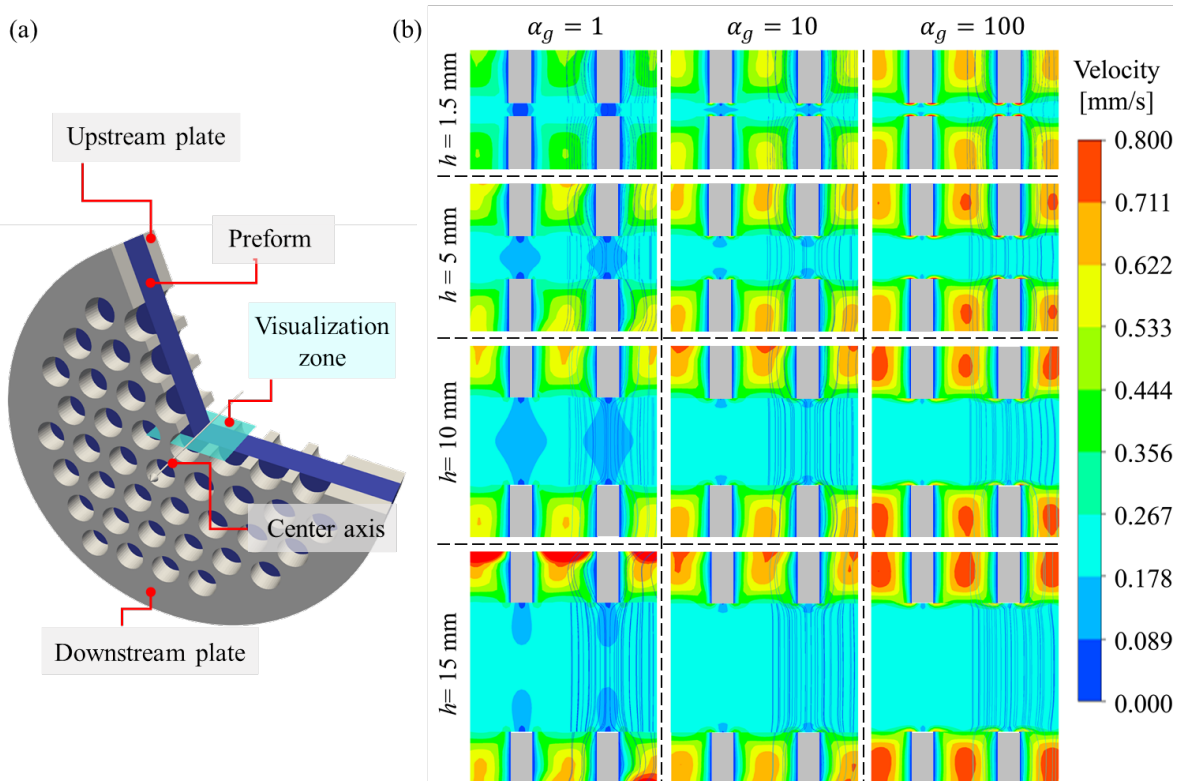 (a)
Upstream plate
Preform
Visualization
zone
Center axis
Downstream plate
(b)
α_g = 1
α_g = 10
α_g = 100
h = 1.5 mm
h = 5 mm
h= 10 mm
h= 15 mm
Velocity
[mm/s]
0.800
0.711
0.622
0.533
0.444
0.356
0.267
0.178
0.089
0.000